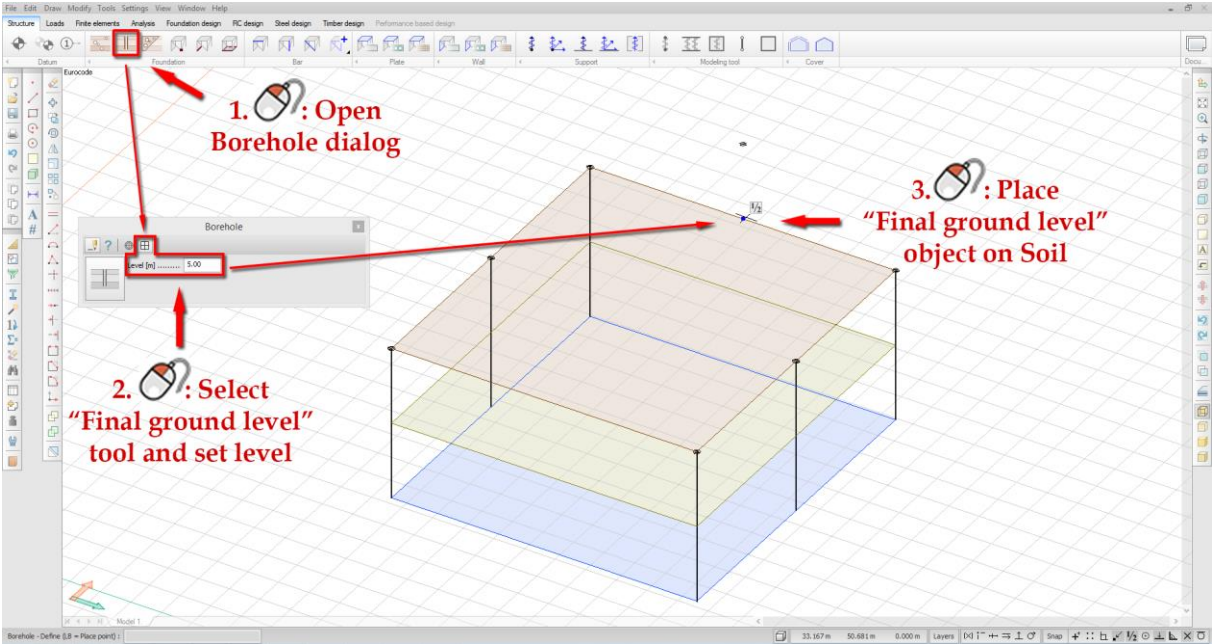 File Edit Draw Modify Tools Settings View Window Help
Structure Loads Finite elements Analysis Foundation design RC design Steel design Timber design Performance based design
Datum Foundation Bar Plate Wall Support Modeling tool Cover Docu...
Eurocode
1. : Open
Borehole dialog
Borehole
Level [m] ......... 5.00
2. : Select
“Final ground level”
tool and set level
1/2
3. : Place
“Final ground level”
object on Soil
Model 1
Borehole - Define (LB = Place point) :
33.167 m 50.681 m 0.000 m Layers Snap